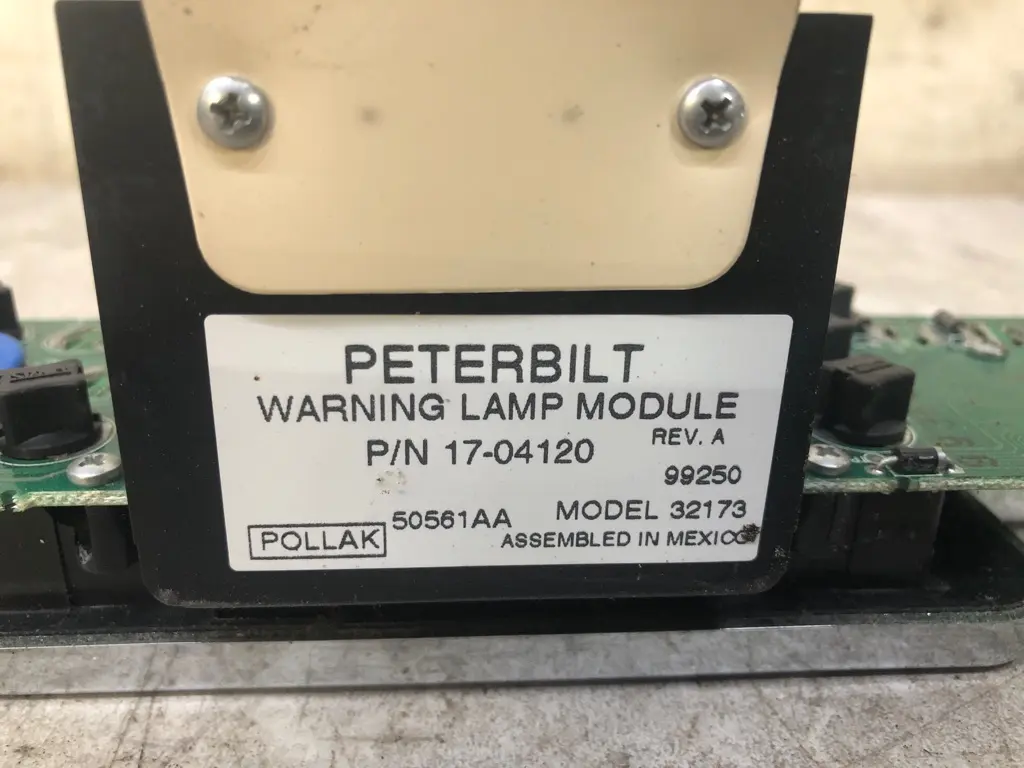 PETERBILT
WARNING LAMP MODULE
P/N 17-04120 REV. A
99250
50561AA MODEL 32173
POLLAK ASSEMBLED IN MEXICO